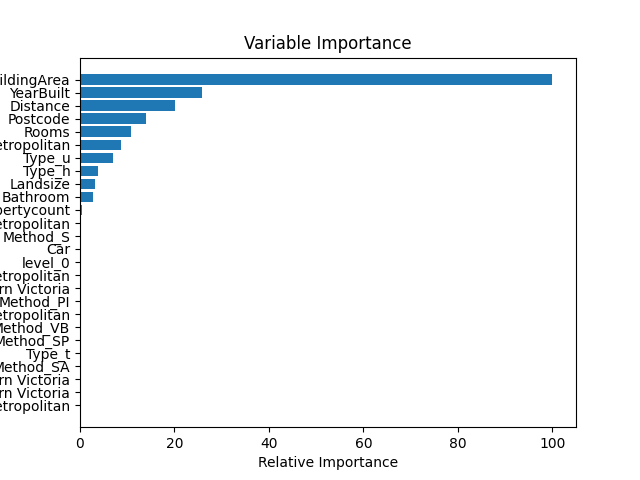 Variable Importance
ildingArea
YearBuilt
Distance
Postcode
Rooms
etropolitan
Type_u
Type_h
Landsize
Bathroom
pertycount
etropolitan
Method_S
Car
level_0
etropolitan
rn Victoria
Method_PI
etropolitan
Method_VB
Method_SP
Type_t
Method_SA
rn Victoria
rn Victoria
etropolitan
0 20 40 60 80 100
Relative Importance